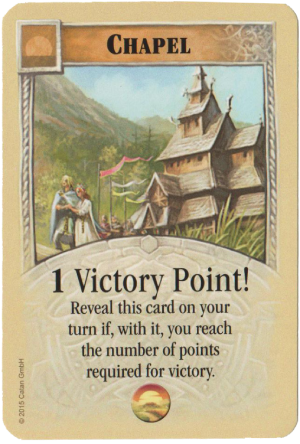 CHAPEL
1 Victory Point!
Reveal this card on your
turn if, with it, you reach
the number of points
required for victory.
© 2015 Catan GmbH